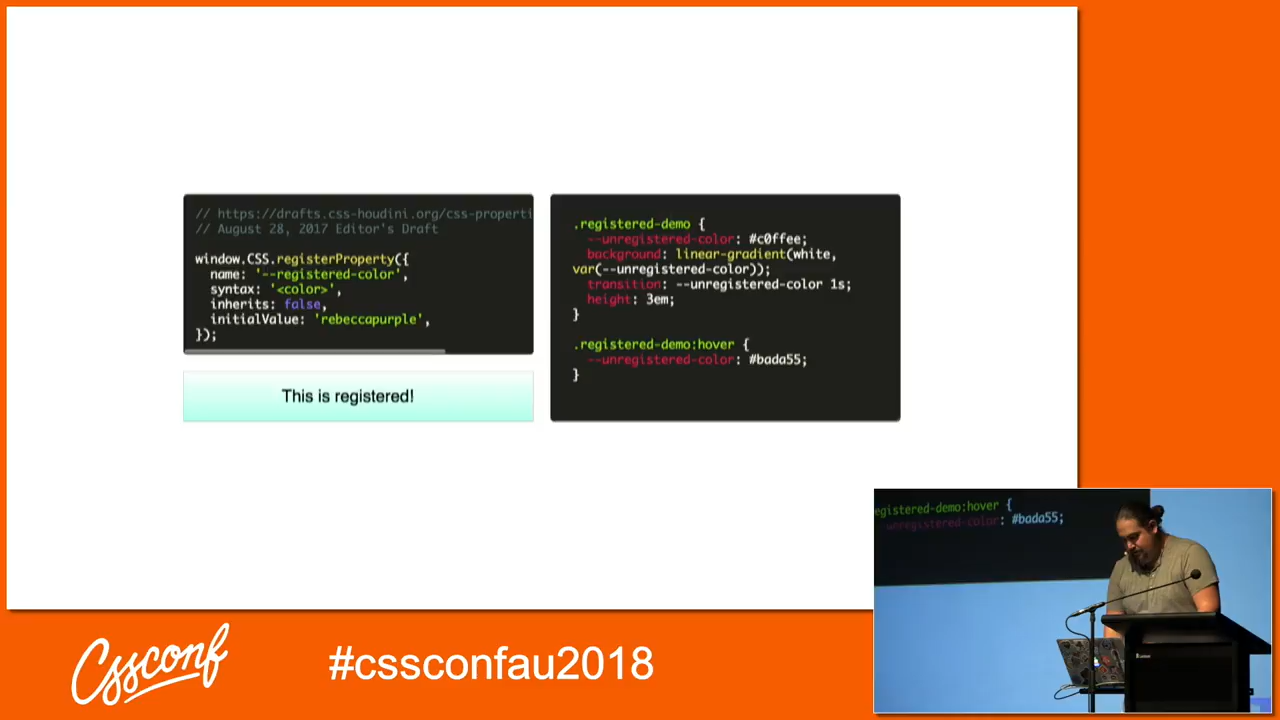 // https://drafts.css-houdini.org/css-properti
// August 28, 2017 Editor's Draft
window.CSS.registerProperty({
  name: '--registered-color',
  syntax: '<color>',
  inherits: false,
  initialValue: 'rebeccapurple',
});
This is registered!
.registered-demo {
  --unregistered-color: #c0ffee;
  background: linear-gradient(white,
var(--unregistered-color));
  transition: --unregistered-color 1s;
  height: 3em;
}
.registered-demo:hover {
  --unregistered-color: #bada55;
}
egistered-demo:hover {
unregistered-color: #bada55;
Cssconf
#cssconfau2018